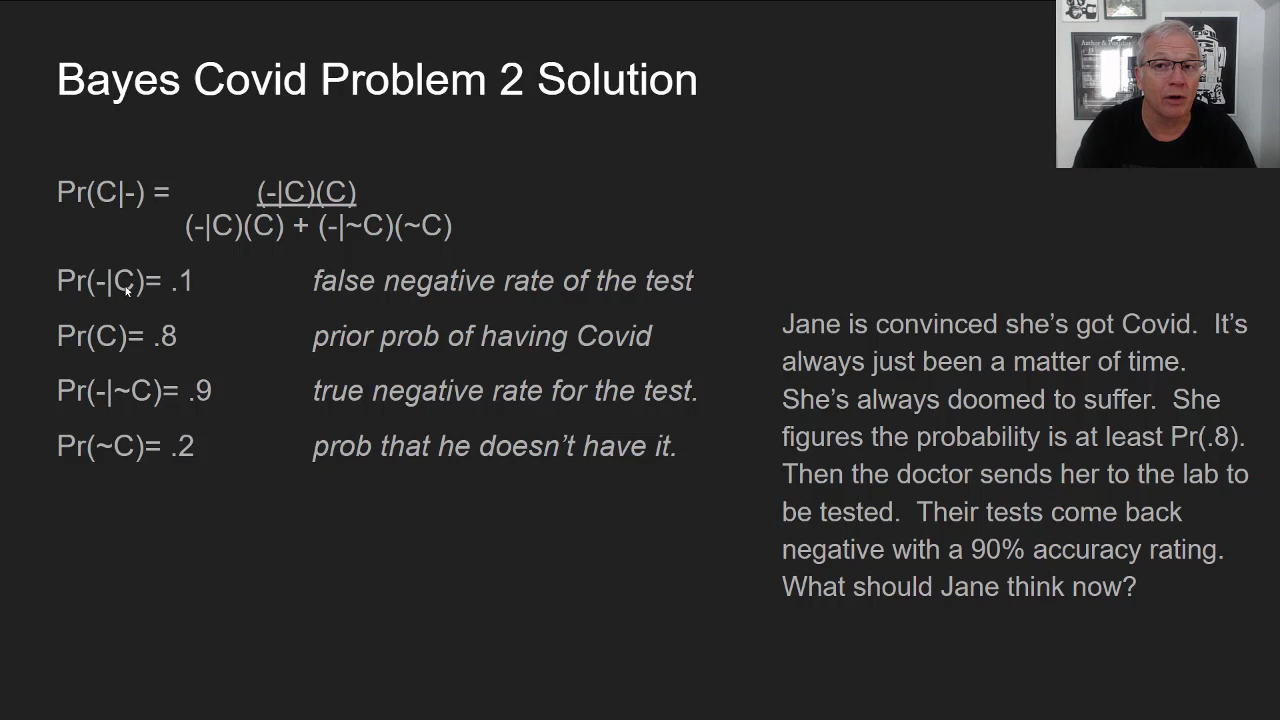 Bayes Covid Problem 2 Solution
Pr(C|-) = (-|C)(C)
(-|C)(C) + (-|~C)(~C)
Pr(-|C)= .1 false negative rate of the test
Pr(C)= .8 prior prob of having Covid
Pr(-|~C)= .9 true negative rate for the test.
Pr(~C)= .2 prob that he doesn't have it.
Jane is convinced she's got Covid. It's
always just been a matter of time.
She's always doomed to suffer. She
figures the probability is at least Pr(.8).
Then the doctor sends her to the lab to
be tested. Their tests come back
negative with a 90% accuracy rating.
What should Jane think now?